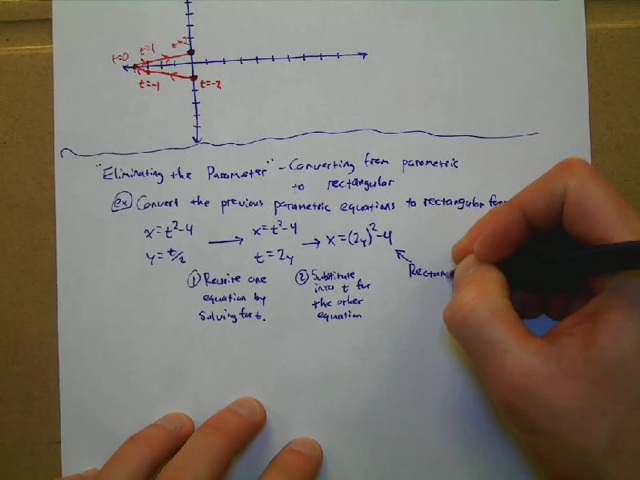 t=0 t=1 t=2
t=-1 t=-2
"Eliminating the Parameter" - Converting from parametric
to rectangular
ex Convert the previous parametric equations to rectangular form
x=t²-4 x=t²-4 x=(2y)²-4
y=t/2 t=2y
① Rewrite one
equation by
solving for t.
② Substitute
into t for
the other
equation
Rectan